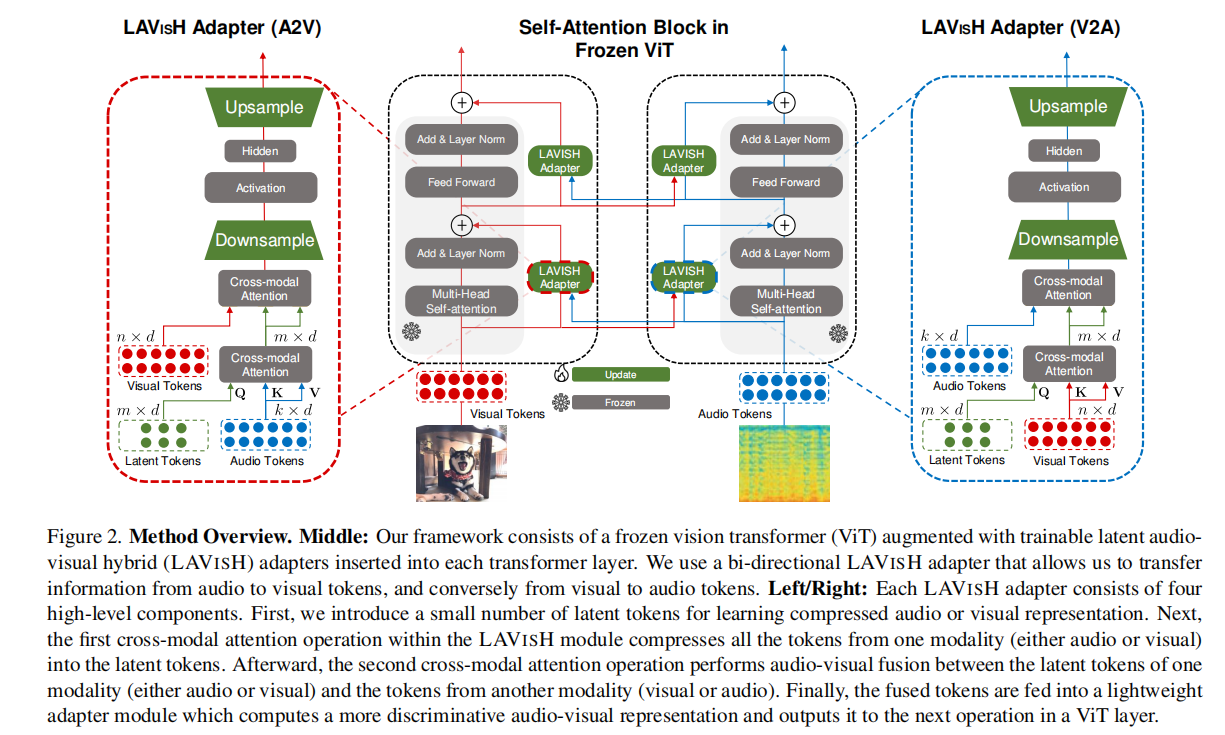 LAVISH Adapter (A2V)
Upsample
Hidden
Activation
Downsample
Cross-modal
Attention
n × d
m × d
Visual Tokens
Cross-modal
Attention
Q
K
V
m × d
k × d
Latent Tokens
Audio Tokens
Self-Attention Block in
Frozen ViT
+
Add & Layer Norm
Feed Forward
LAVISH
Adapter
+
Add & Layer Norm
Multi-Head
Self-attention
LAVISH
Adapter
+
Add & Layer Norm
Feed Forward
LAVISH
Adapter
+
Add & Layer Norm
Multi-Head
Self-attention
LAVISH
Adapter
Visual Tokens
Update
Frozen
Audio Tokens
LAVISH Adapter (V2A)
Upsample
Hidden
Activation
Downsample
Cross-modal
Attention
k × d
m × d
Audio Tokens
Cross-modal
Attention
Q
K
V
m × d
n × d
Latent Tokens
Visual Tokens
Figure 2. Method Overview. Middle: Our framework consists of a frozen vision transformer (ViT) augmented with trainable latent audio-
visual hybrid (LAVISH) adapters inserted into each transformer layer. We use a bi-directional LAVISH adapter that allows us to transfer
information from audio to visual tokens, and conversely from visual to audio tokens. Left/Right: Each LAVISH adapter consists of four
high-level components. First, we introduce a small number of latent tokens for learning compressed audio or visual representation. Next,
the first cross-modal attention operation within the LAVISH module compresses all the tokens from one modality (either audio or visual)
into the latent tokens. Afterward, the second cross-modal attention operation performs audio-visual fusion between the latent tokens of one
modality (either audio or visual) and the tokens from another modality (visual or audio). Finally, the fused tokens are fed into a lightweight
adapter module which computes a more discriminative audio-visual representation and outputs it to the next operation in a ViT layer.